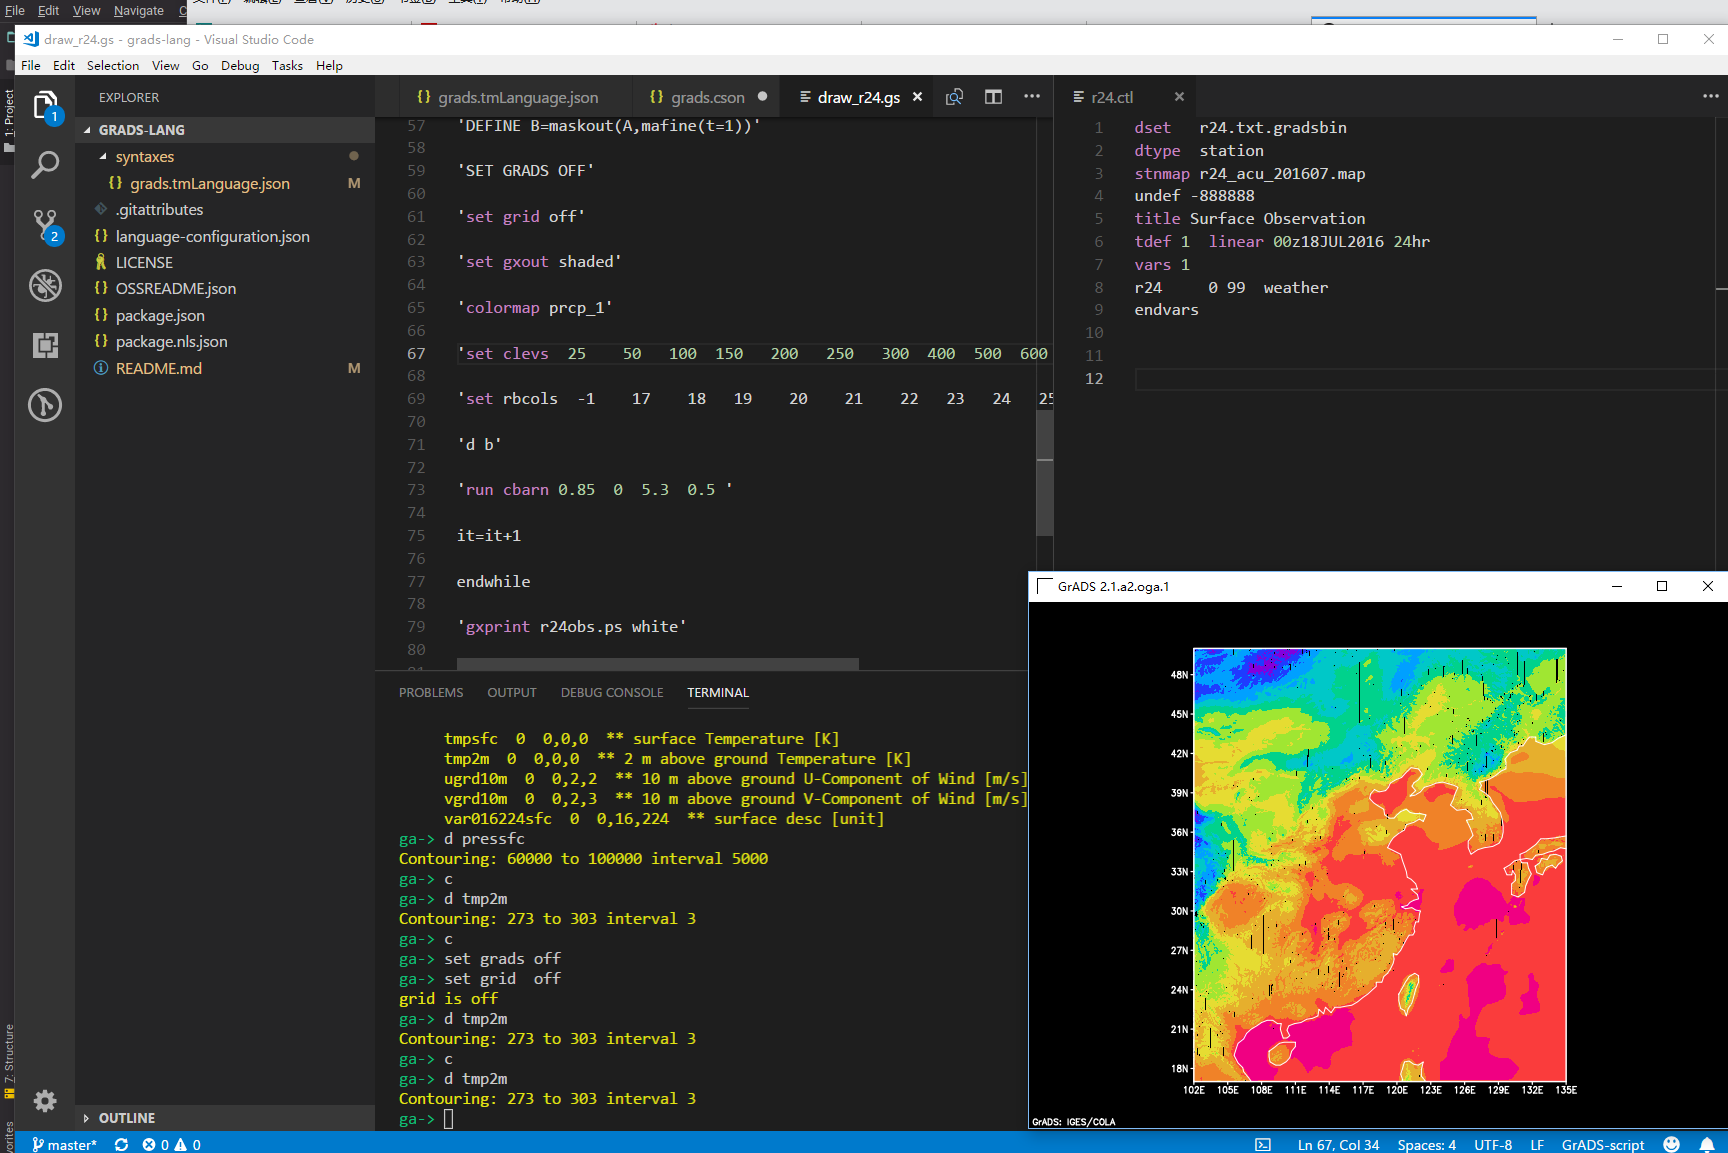 File Edit View Navigate C
draw_r24.gs - grads-lang - Visual Studio Code
File Edit Selection View Go Debug Tasks Help
1: Project
7: Structure
1
2
EXPLORER
GRADS-LANG
syntaxes
grads.tmLanguage.json M
.gitattributes
language-configuration.json
LICENSE
OSSREADME.json
package.json
package.nls.json
README.md M
OUTLINE
grads.tmLanguage.json grads.cson draw_r24.gs
57 'DEFINE B=maskout(A,mafine(t=1))'
58
59 'SET GRADS OFF'
60
61 'set grid off'
62
63 'set gxout shaded'
64
65 'colormap prcp_1'
66
67 'set clevs 25 50 100 150 200 250 300 400 500 600
68
69 'set rbcols -1 17 18 19 20 21 22 23 24 25
70
71 'd b'
72
73 'run cbarn 0.85 0 5.3 0.5 '
74
75 it=it+1
76
77 endwhile
78
79 'gxprint r24obs.ps white'
80
r24.ctl
1 dset r24.txt.gradsbin
2 dtype station
3 stnmap r24_acu_201607.map
4 undef -888888
5 title Surface Observation
6 tdef 1 linear 00z18JUL2016 24hr
7 vars 1
8 r24 0 99 weather
9 endvars
10
11
12
PROBLEMS OUTPUT DEBUG CONSOLE TERMINAL
tmpsfc 0 0,0,0 ** surface Temperature [K]
tmp2m 0 0,0,0 ** 2 m above ground Temperature [K]
ugrd10m 0 0,2,2 ** 10 m above ground U-Component of Wind [m/s]
vgrd10m 0 0,2,3 ** 10 m above ground V-Component of Wind [m/s]
var016224sfc 0 0,16,224 ** surface desc [unit]
ga-> d pressfc
Contouring: 60000 to 100000 interval 5000
ga-> c
ga-> d tmp2m
Contouring: 273 to 303 interval 3
ga-> c
ga-> set grads off
ga-> set grid off
grid is off
ga-> d tmp2m
Contouring: 273 to 303 interval 3
ga-> c
ga-> d tmp2m
Contouring: 273 to 303 interval 3
ga->
GrADS 2.1.a2.oga.1
48N
45N
42N
39N
36N
33N
30N
27N
24N
21N
18N
102E 105E 108E 111E 114E 117E 120E 123E 126E 129E 132E 135E
GrADS: IGES/COLA
master* 0 0 Ln 67, Col 34 Spaces: 4 UTF-8 LF GrADS-script